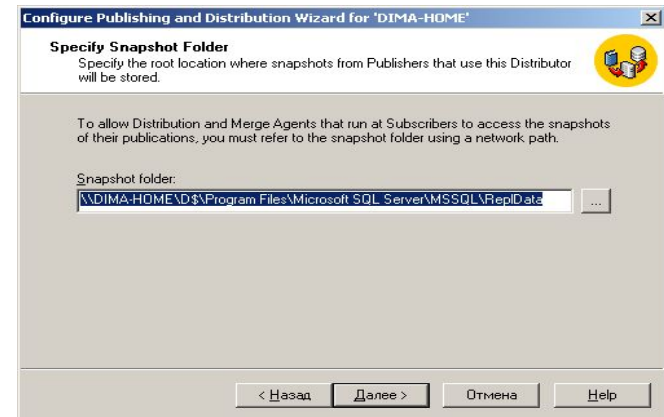 Configure Publishing and Distribution Wizard for 'DIMA-HOME'
Specify Snapshot Folder
Specify the root location where snapshots from Publishers that use this Distributor
will be stored.
To allow Distribution and Merge Agents that run at Subscribers to access the snapshots
of their publications, you must refer to the snapshot folder using a network path.
Snapshot folder:
\\DIMA-HOME\D$\Program Files\Microsoft SQL Server\MSSQL\ReplData
...
< Назад Далее > Отмена Help